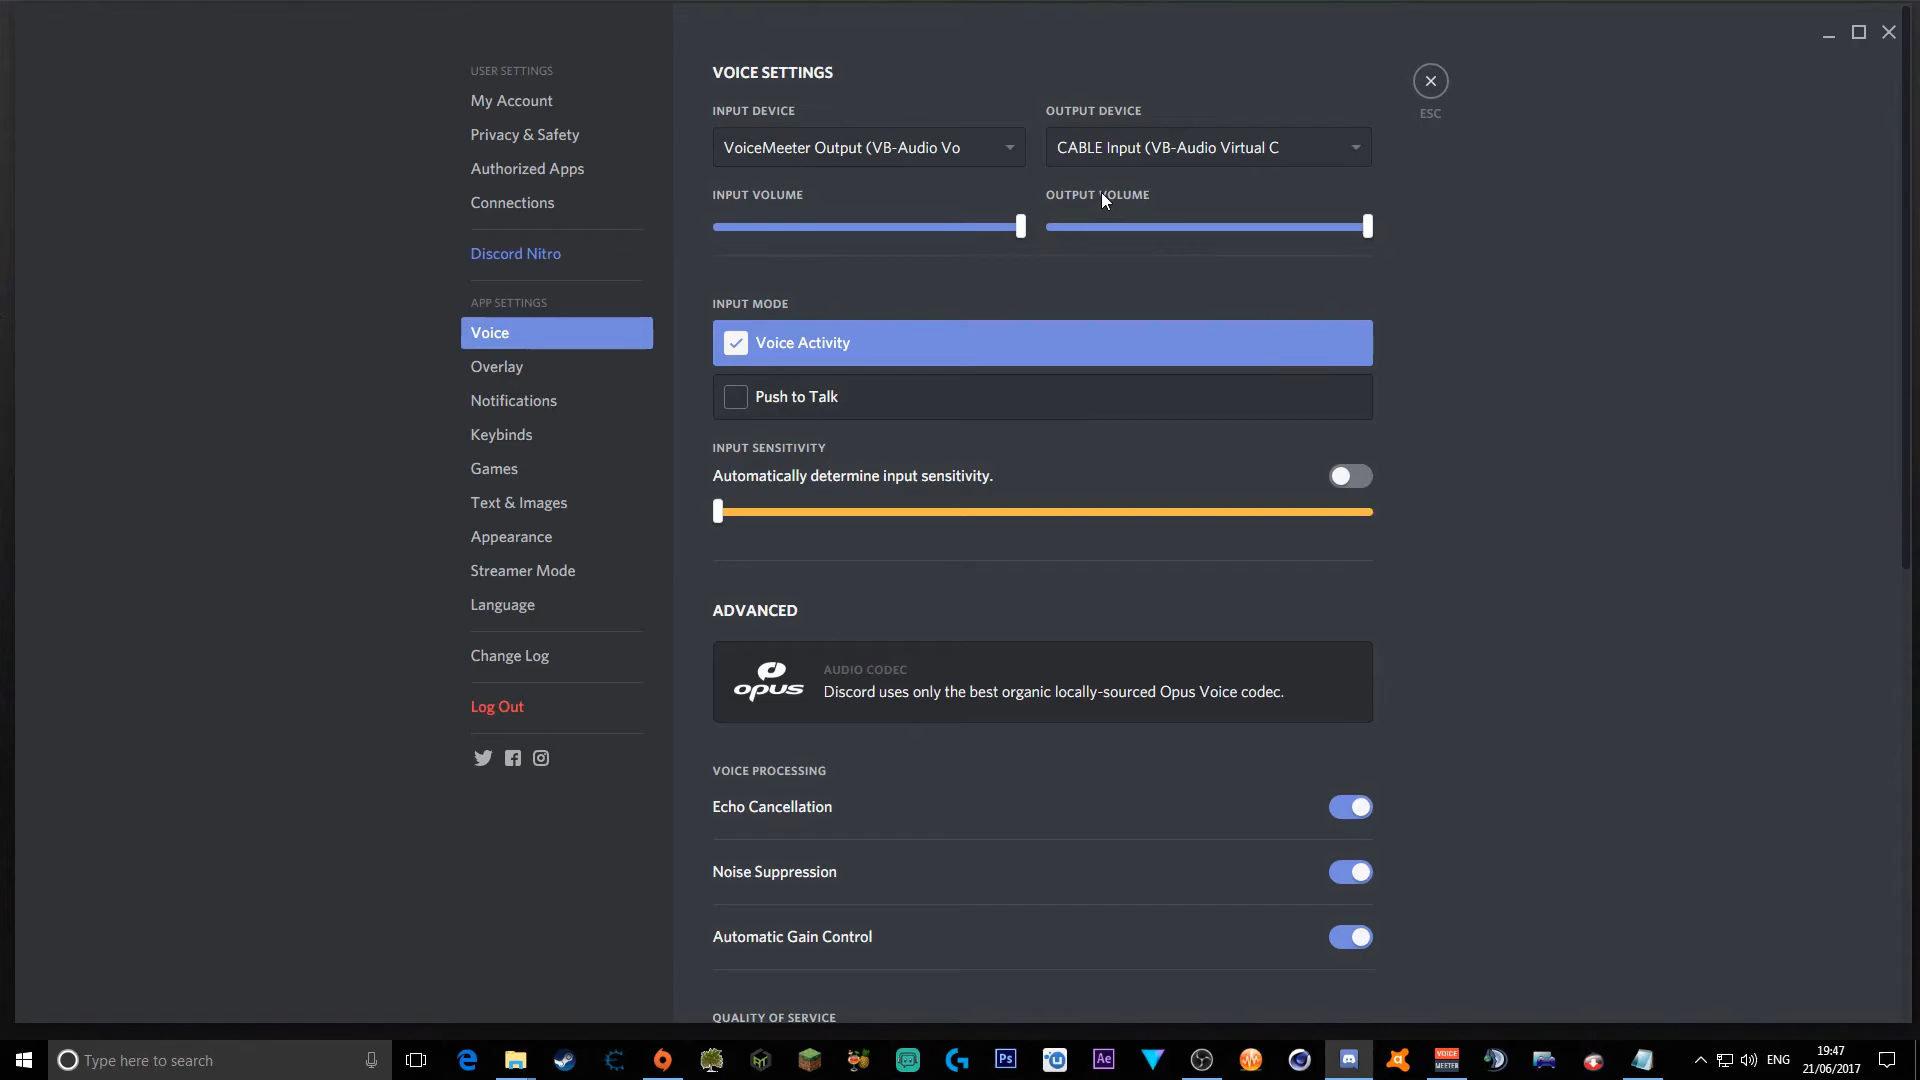 USER SETTINGS
My Account
Privacy & Safety
Authorized Apps
Connections
Discord Nitro
APP SETTINGS
Voice
Overlay
Notifications
Keybinds
Games
Text & Images
Appearance
Streamer Mode
Language
Change Log
Log Out
VOICE SETTINGS
INPUT DEVICE
VoiceMeeter Output (VB-Audio Vo
OUTPUT DEVICE
CABLE Input (VB-Audio Virtual C
INPUT VOLUME
OUTPUT VOLUME
ESC
INPUT MODE
Voice Activity
Push to Talk
INPUT SENSITIVITY
Automatically determine input sensitivity.
ADVANCED
opus
AUDIO CODEC
Discord uses only the best organic locally-sourced Opus Voice codec.
VOICE PROCESSING
Echo Cancellation
Noise Suppression
Automatic Gain Control
QUALITY OF SERVICE
Type here to search
Ps
Ae
VOICE
MEETER
ENG
19:47
21/06/2017